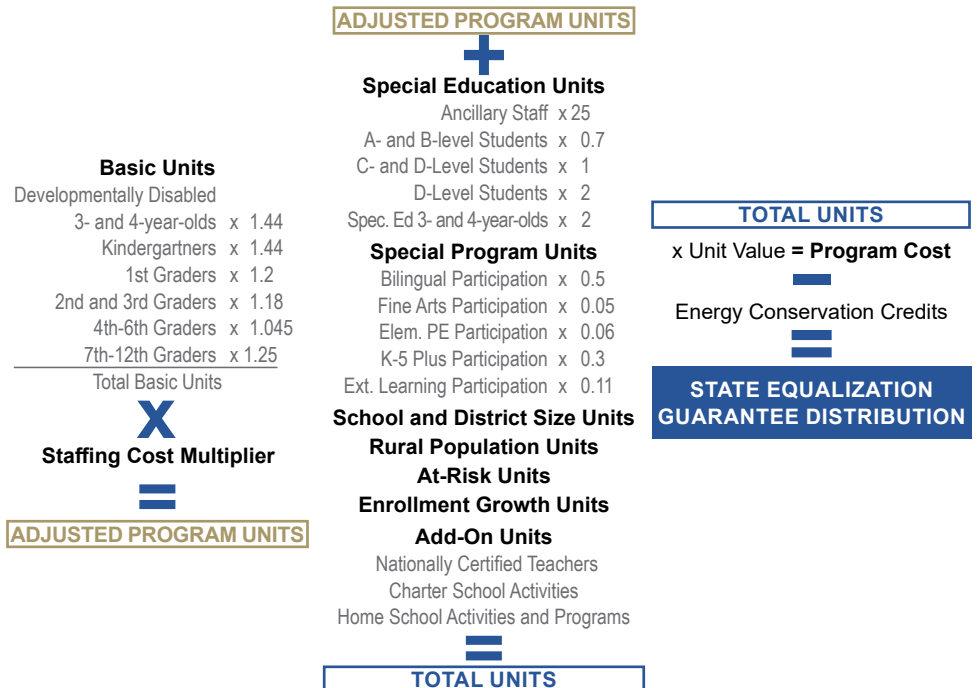 Basic Units
Developmentally Disabled
3- and 4-year-olds x 1.44
Kindergartners x 1.44
1st Graders x 1.2
2nd and 3rd Graders x 1.18
4th-6th Graders x 1.045
7th-12th Graders x 1.25
Total Basic Units
X
Staffing Cost Multiplier
=
ADJUSTED PROGRAM UNITS
ADJUSTED PROGRAM UNITS
+
Special Education Units
Ancillary Staff x 25
A- and B-level Students x 0.7
C- and D-Level Students x 1
D-Level Students x 2
Spec. Ed 3- and 4-year-olds x 2
Special Program Units
Bilingual Participation x 0.5
Fine Arts Participation x 0.05
Elem. PE Participation x 0.06
K-5 Plus Participation x 0.3
Ext. Learning Participation x 0.11
School and District Size Units
Rural Population Units
At-Risk Units
Enrollment Growth Units
Add-On Units
Nationally Certified Teachers
Charter School Activities
Home School Activities and Programs
=
TOTAL UNITS
TOTAL UNITS
x Unit Value = Program Cost
−
Energy Conservation Credits
=
STATE EQUALIZATION
GUARANTEE DISTRIBUTION